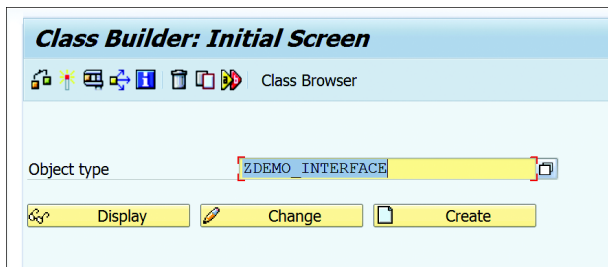 Class Builder: Initial Screen
Class Browser
Object type ZDEMO_INTERFACE
Display Change Create